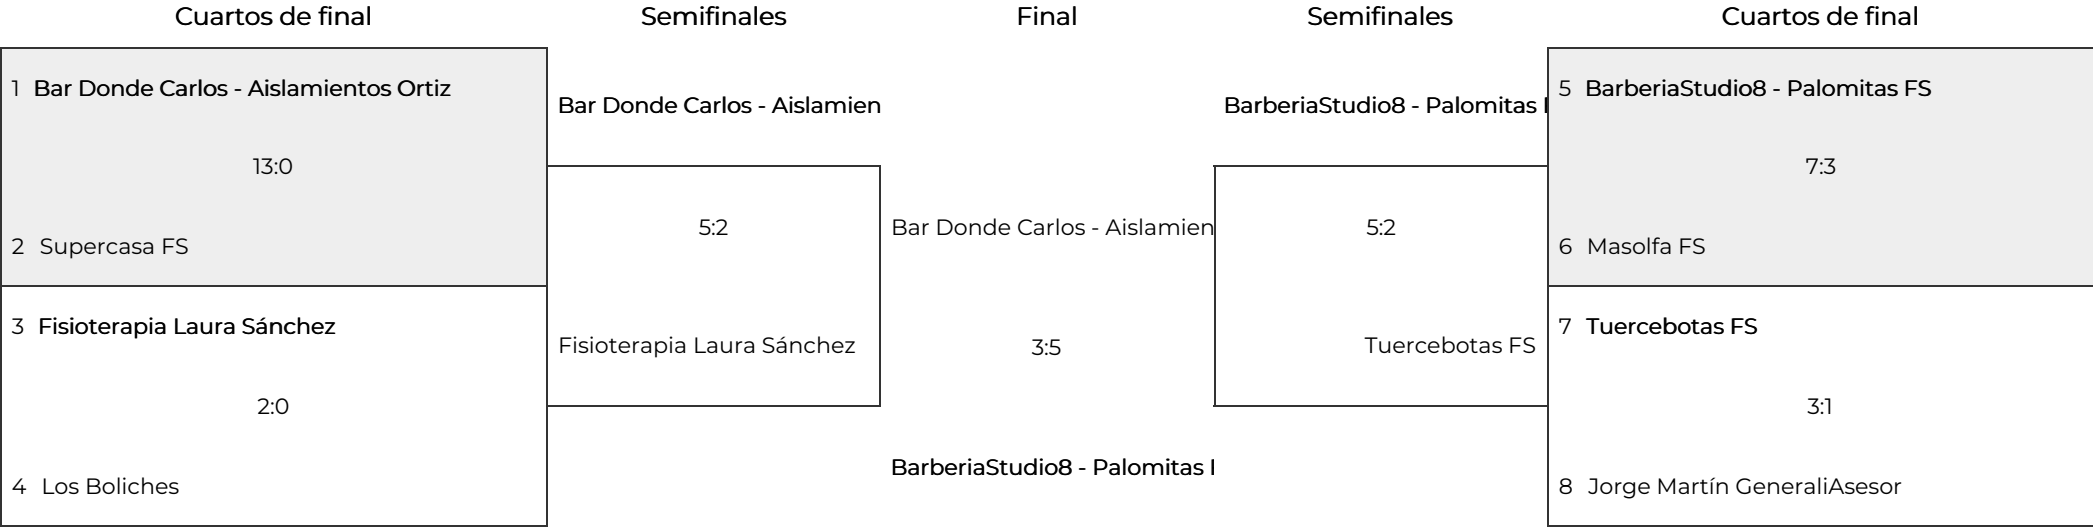 Cuartos de final
Semifinales
Final
Semifinales
Cuartos de final
1 Bar Donde Carlos - Aislamientos Ortiz
13:0
2 Supercasa FS
3 Fisioterapia Laura Sánchez
2:0
4 Los Boliches
Bar Donde Carlos - Aislamien
5:2
Fisioterapia Laura Sánchez
Bar Donde Carlos - Aislamien
3:5
BarberiaStudio8 - Palomitas
BarberiaStudio8 - Palomitas
5:2
Tuercebotas FS
5 BarberiaStudio8 - Palomitas FS
7:3
6 Masolfa FS
7 Tuercebotas FS
3:1
8 Jorge Martín GeneraliAsesor